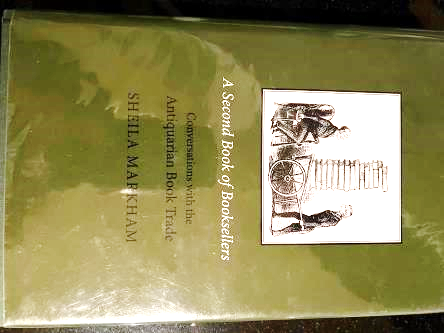 A Second Book of Booksellers
Conversations with the
Antiquarian Book Trade
SHEILA MARKHAM